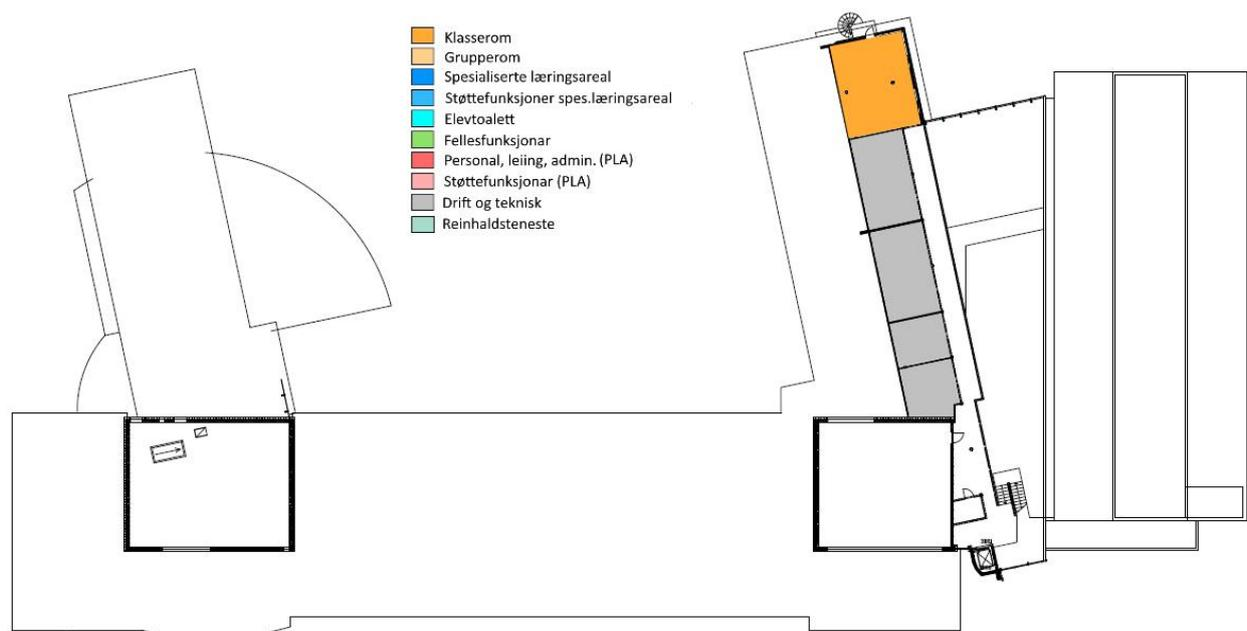 Klasserom
Grupperom
Spesialiserte læringsareal
Støttefunksjoner spes.læringsareal
Elevtoalett
Fellesfunksjonar
Personal, leiing, admin. (PLA)
Støttefunksjonar (PLA)
Drift og teknisk
Reinhaldsteneste